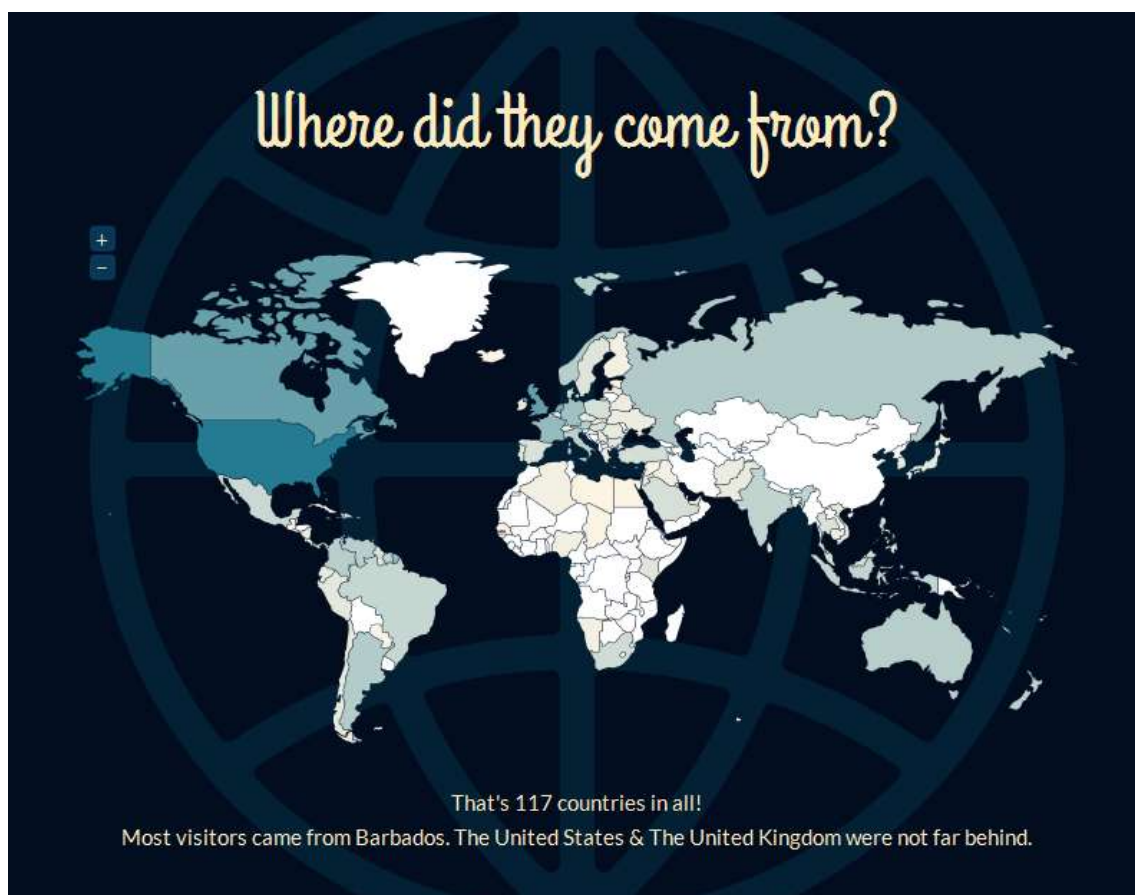 Where did they come from?
+
−
That's 117 countries in all!
Most visitors came from Barbados. The United States & The United Kingdom were not far behind.